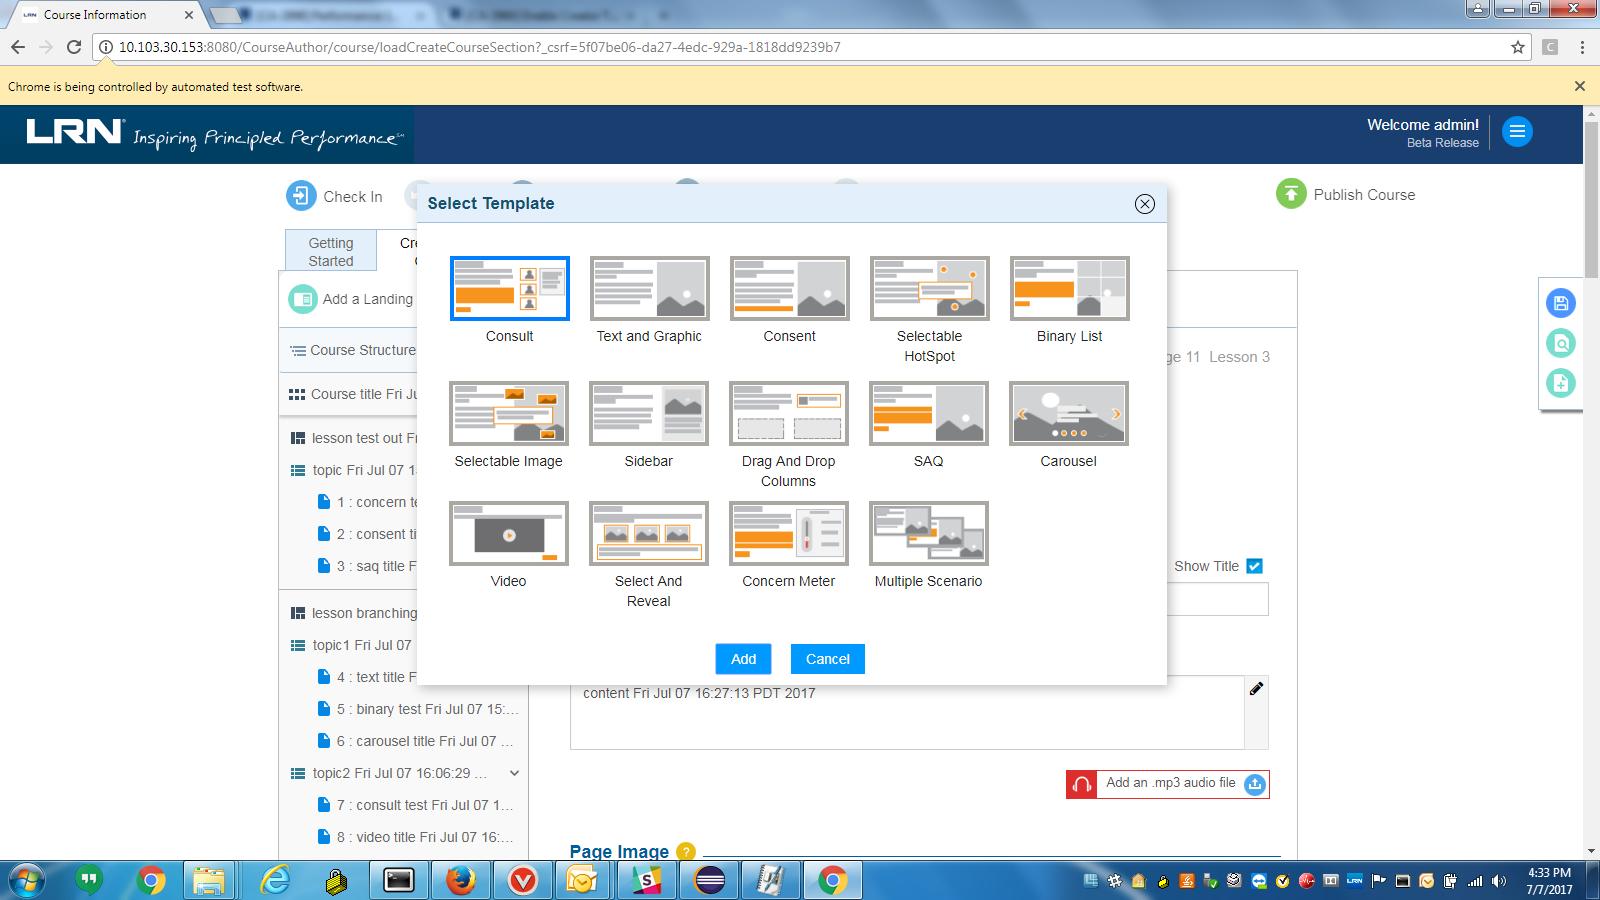 LRN Course Information
10.103.30.153:8080/CourseAuthor/course/loadCreateCourseSection?_csrf=5f07be06-da27-4edc-929a-1818dd9239b7
C
Chrome is being controlled by automated test software.
LRN Inspiring Principled Performance
Welcome admin!
Beta Release
Check In
Publish Course
Select Template
Getting
Started
Cre
Add a Landing
Consult
Text and Graphic
Consent
Selectable
HotSpot
Binary List
Course Structure
ge 11 Lesson 3
Course title Fri Ju
lesson test out Fr
topic Fri Jul 07 1
Selectable Image
Sidebar
Drag And Drop
Columns
SAQ
Carousel
1 : concern te
2 : consent ti
3 : saq title F
Video
Select And
Reveal
Concern Meter
Multiple Scenario
Show Title
lesson branching
topic1 Fri Jul 07
Add
Cancel
4 : text title F
content Fri Jul 07 16:27:13 PDT 2017
5 : binary test Fri Jul 07 15:...
6 : carousel title Fri Jul 07 ...
topic2 Fri Jul 07 16:06:29 ...
Add an .mp3 audio file
7 : consult test Fri Jul 07 1...
8 : video title Fri Jul 07 16:...
Page Image ?
LRN
4:33 PM
7/7/2017